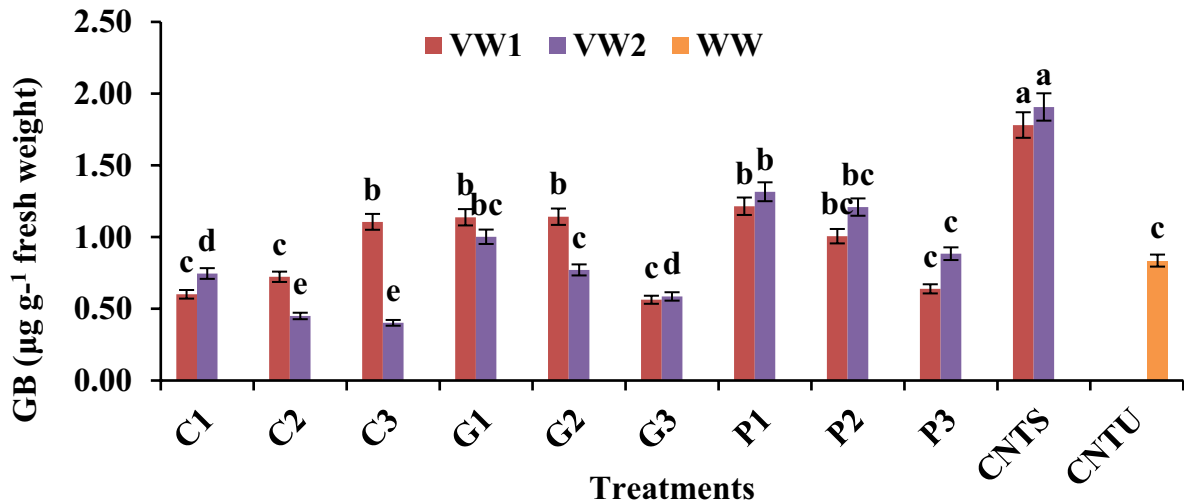 2.50
2.00
1.50
1.00
0.50
0.00
GB (µg g-1 fresh weight)
VW1 VW2 WW
c d c e b e b bc b c c d b b bc bc c b a a c
C1 C2 C3 G1 G2 G3 P1 P2 P3 CNTS CNTU
Treatments